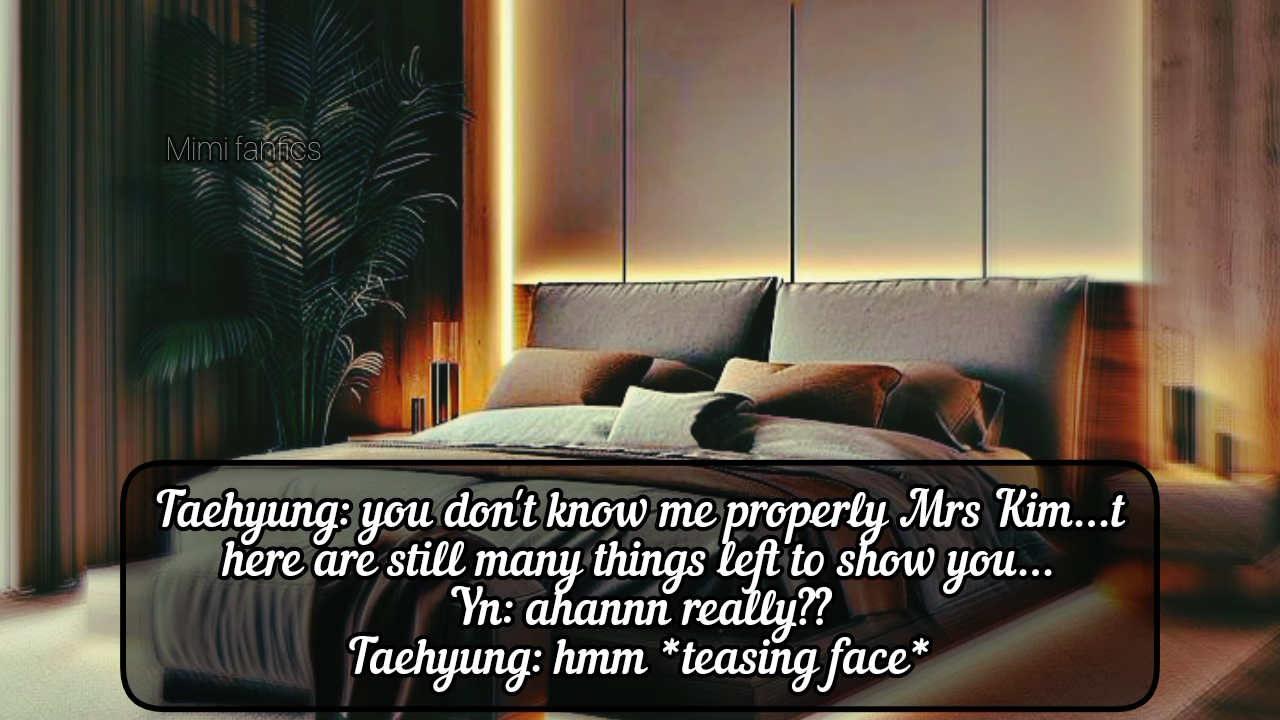 Mimi fanfics
Taehyung: you don't know me properly Mrs Kim...t
here are still many things left to show you...
Yn: ahannn really??
Taehyung: hmm *teasing face*